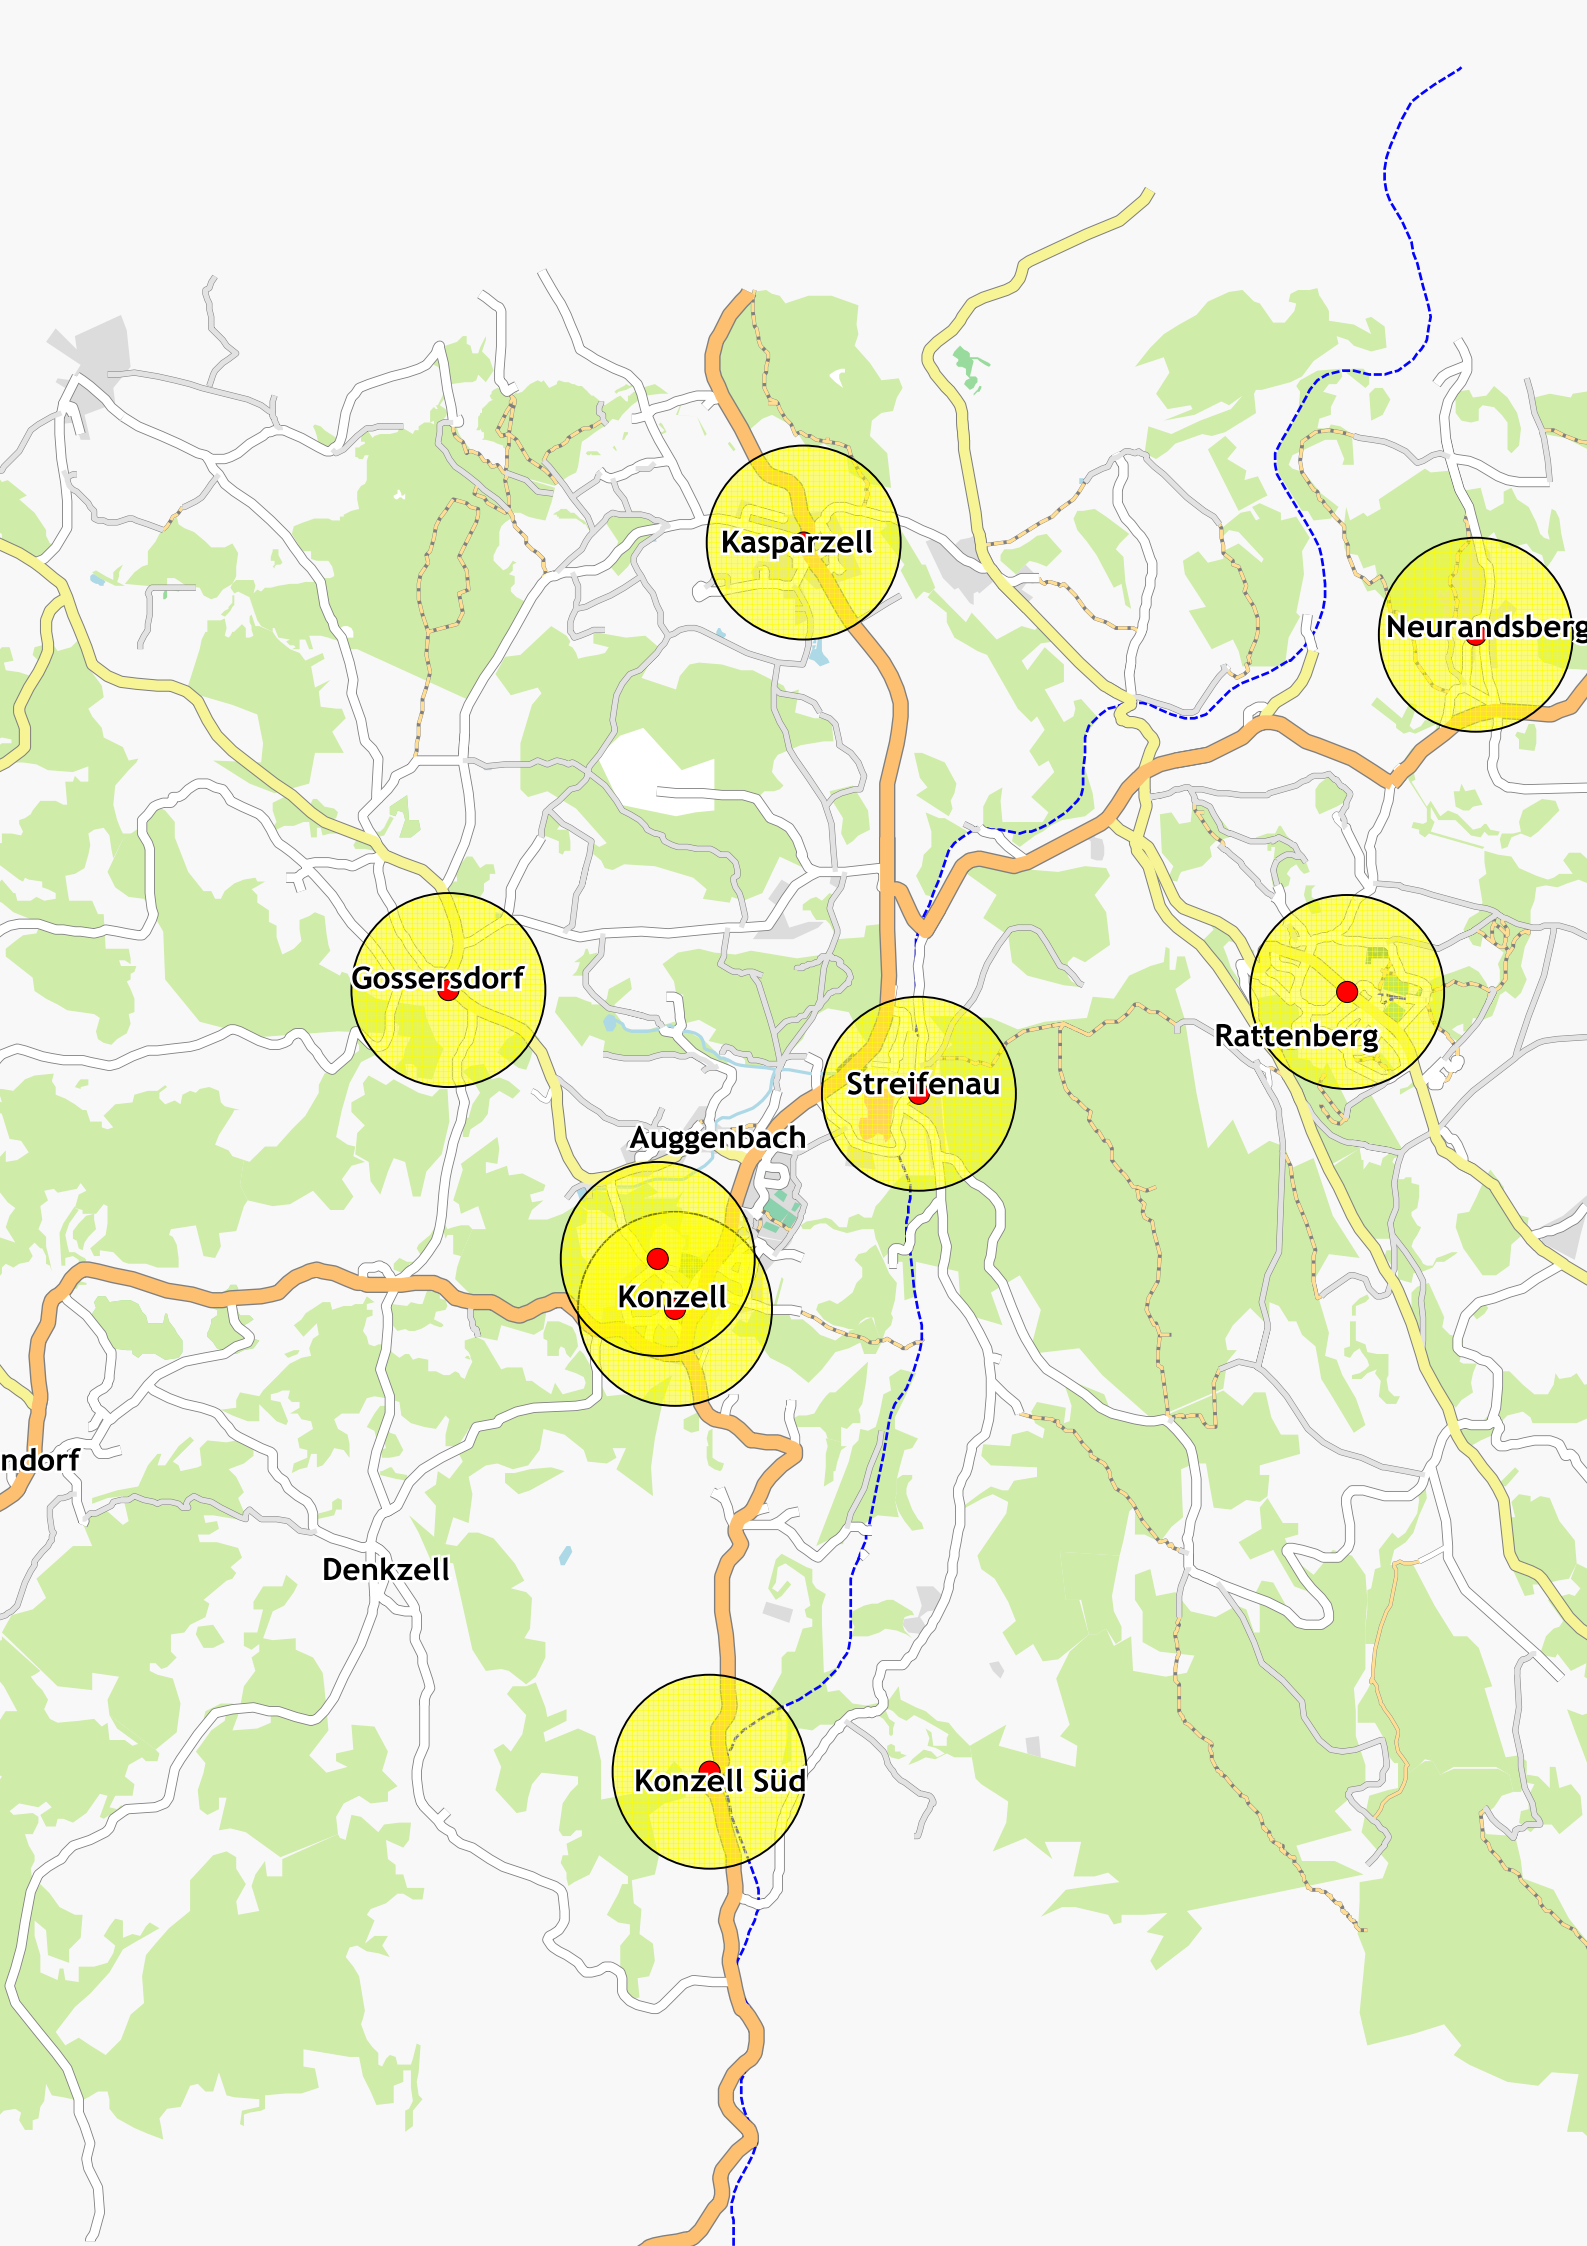 Kasparzell
Neurandsberg
Gossersdorf
Rattenberg
Streifenau
Auggenbach
Konzell
ndorf
Denkzell
Konzell Süd